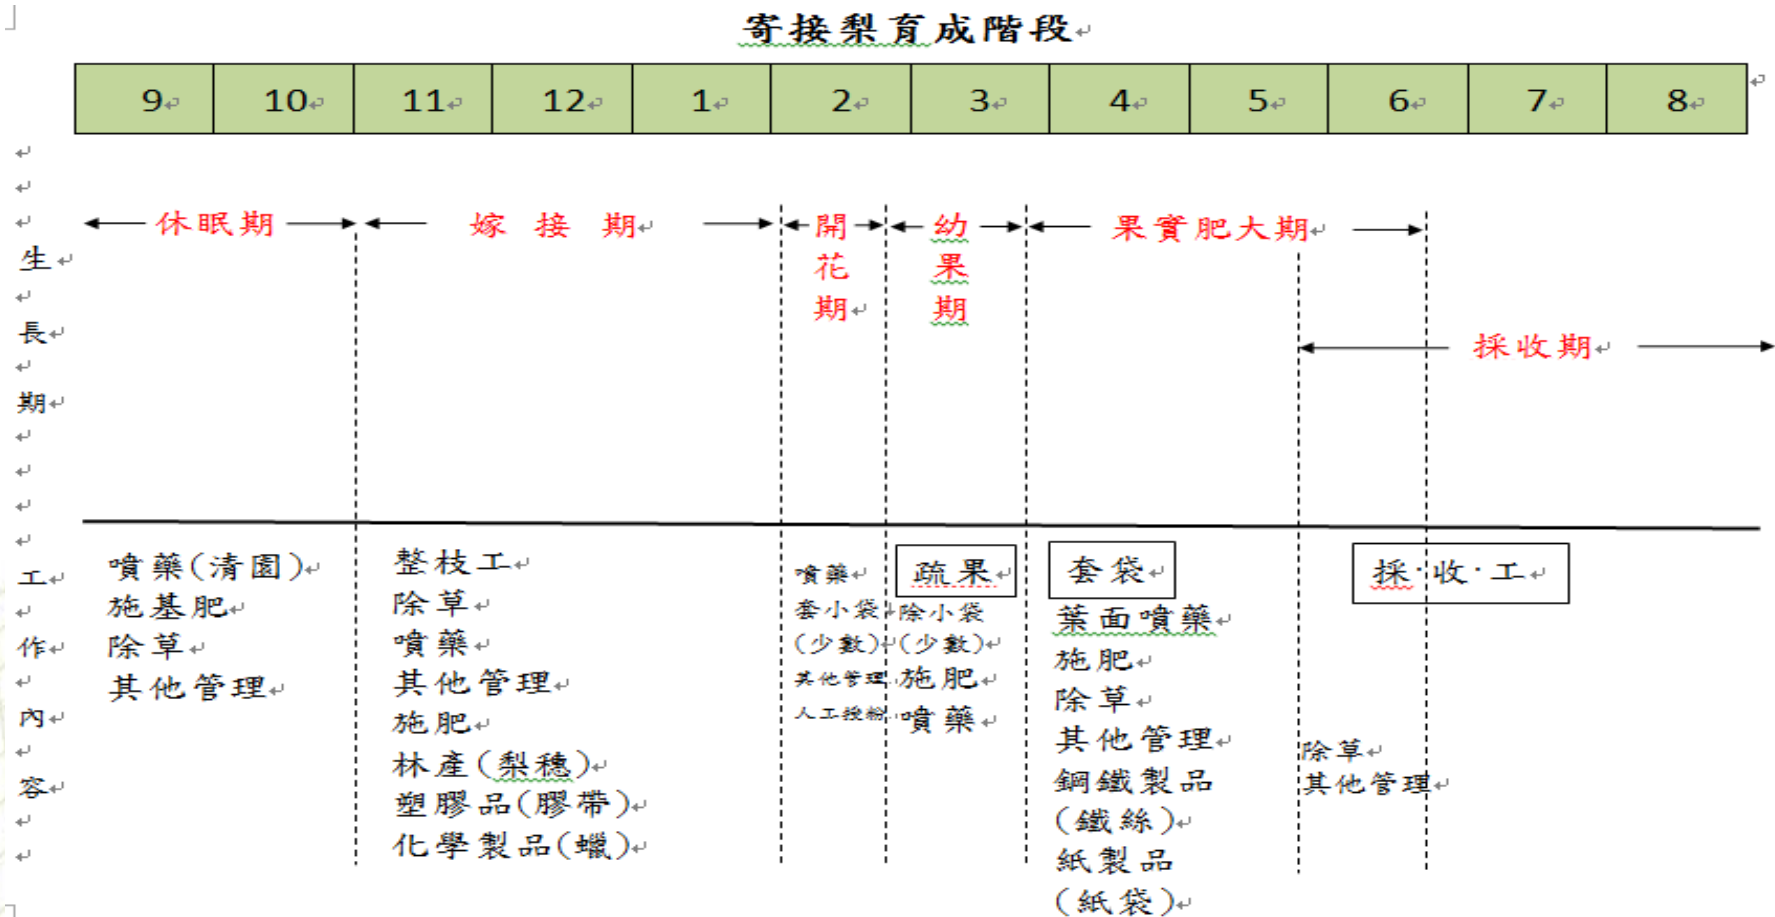 寄接梨育成階段
9 10 11 12 1 2 3 4 5 6 7 8
生長期
休眠期
嫁接期
開花期
幼果期
果實肥大期
採收期
工作內容
噴藥(清園)
施基肥
除草
其他管理
整枝工
除草
噴藥
其他管理
施肥
林產(梨穗)
塑膠品(膠帶)
化學製品(蠟)
噴藥
套小袋
(少數)
其他管理
人工授粉
疏果
除小袋
(少數)
施肥
噴藥
套袋
葉面噴藥
施肥
除草
其他管理
鋼鐵製品
(鐵絲)
紙製品
(紙袋)
採收工
除草
其他管理